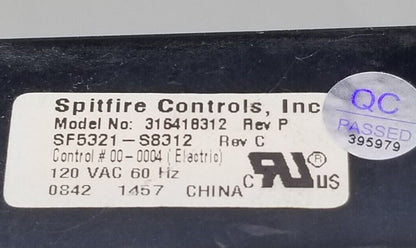 Spitfire Controls, Inc
Model No: 316418312 Rev P
SF5321-S8312 Rev C
Control # 00-0004 (Electric)
120 VAC 60 Hz
0842 1457 CHINA
C RU ® US
QC
PASSED
395979